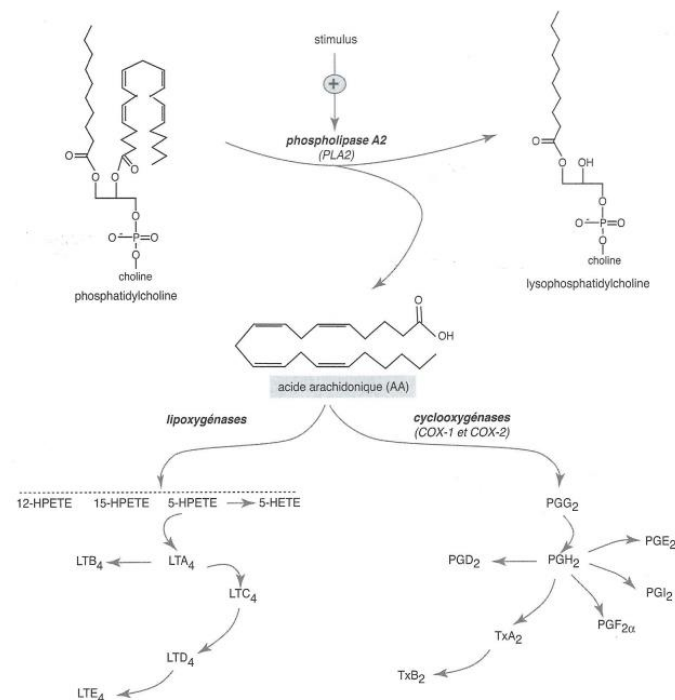 stimulus
+
phospholipase A2
(PLA2)
O
O
O
O
O
O⁻
P
O
O
choline
phosphatidylcholine
O
O
OH
O
O⁻
P
O
O
choline
lysophosphatidylcholine
O
OH
acide arachidonique (AA)
lipoxygénases
cyclooxygénases
(COX-1 et COX-2)
12-HPETE 15-HPETE 5-HPETE 5-HETE
PGG2
LTB4 LTA4
PGD2 PGH2
PGE2
LTC4
PGI2
PGF2α
TxA2
LTD4
TxB2
LTE4